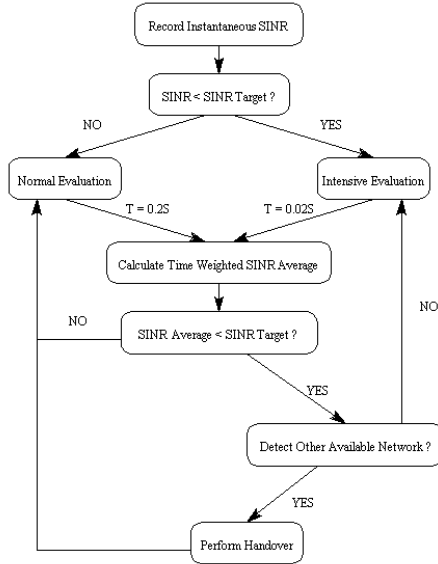 Record Instantaneous SINR
SINR < SINR Target ?
NO
YES
Normal Evaluation
Intensive Evaluation
T = 0.2S
T = 0.02S
Calculate Time Weighted SINR Average
NO
NO
SINR Average < SINR Target ?
YES
Detect Other Available Network ?
YES
Perform Handover